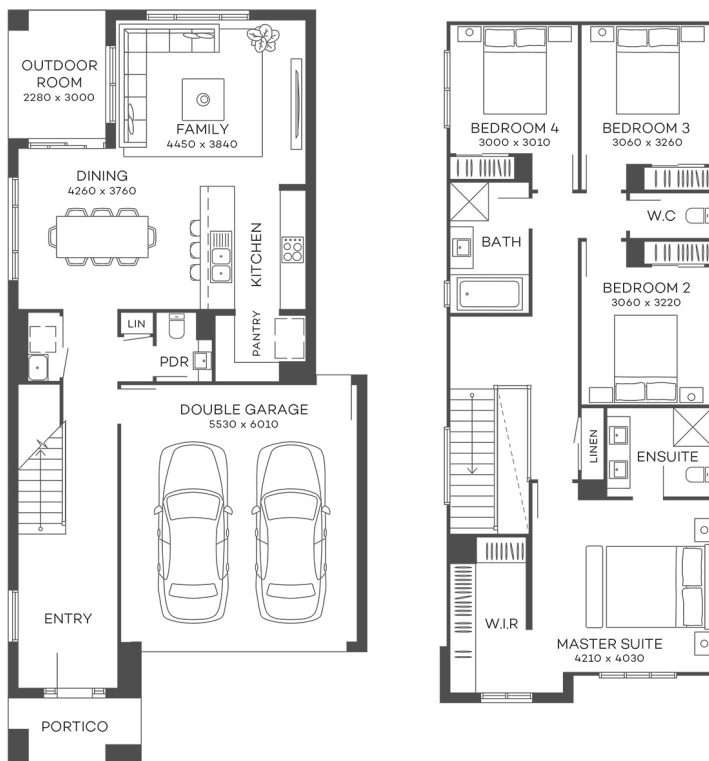 OUTDOOR
ROOM
2280 x 3000
FAMILY
4450 x 3840
DINING
4260 x 3760
KITCHEN
PANTRY
LIN
PDR
DOUBLE GARAGE
5530 x 6010
ENTRY
PORTICO
BEDROOM 4
3000 x 3010
BEDROOM 3
3060 x 3260
W.C
BATH
BEDROOM 2
3060 x 3220
LINEN
ENSUITE
W.I.R
MASTER SUITE
4210 x 4030